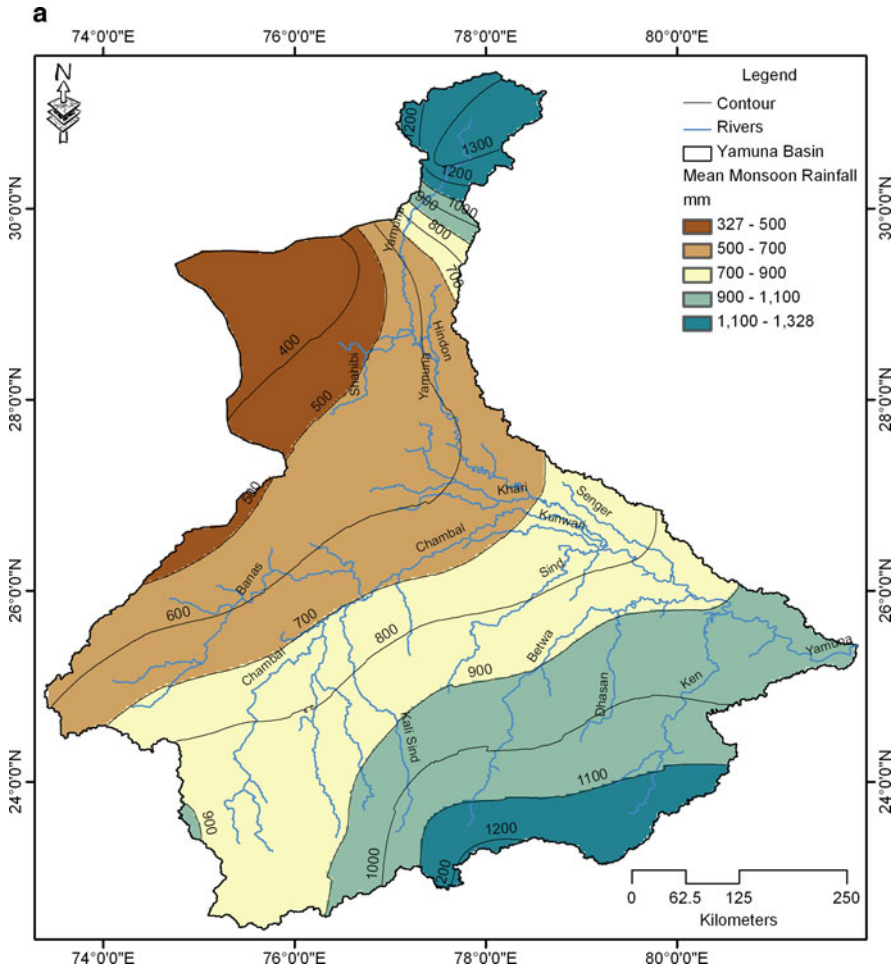 a
74°0'0"E 76°0'0"E 78°0'0"E 80°0'0"E
N
Legend
Contour
Rivers
Yamuna Basin
Mean Monsoon Rainfall
mm
327 - 500
500 - 700
700 - 900
900 - 1,100
1,100 - 1,328
30°0'0"N
28°0'0"N
26°0'0"N
24°0'0"N
30°0'0"N
28°0'0"N
26°0'0"N
24°0'0"N
1200
1300
1200
1000
900
800
700
Yamuna
Hindon
Yamuna
Shahibi
400
500
500
Khari
Senger
Kunwari
Chambal
Banas
Sind
600
700
800
Chambal
Betwa
900
Yamuna
Ken
Dhasan
Kali Sind
900
1100
1000
1200
200
0 62.5 125 250
Kilometers
74°0'0"E 76°0'0"E 78°0'0"E 80°0'0"E